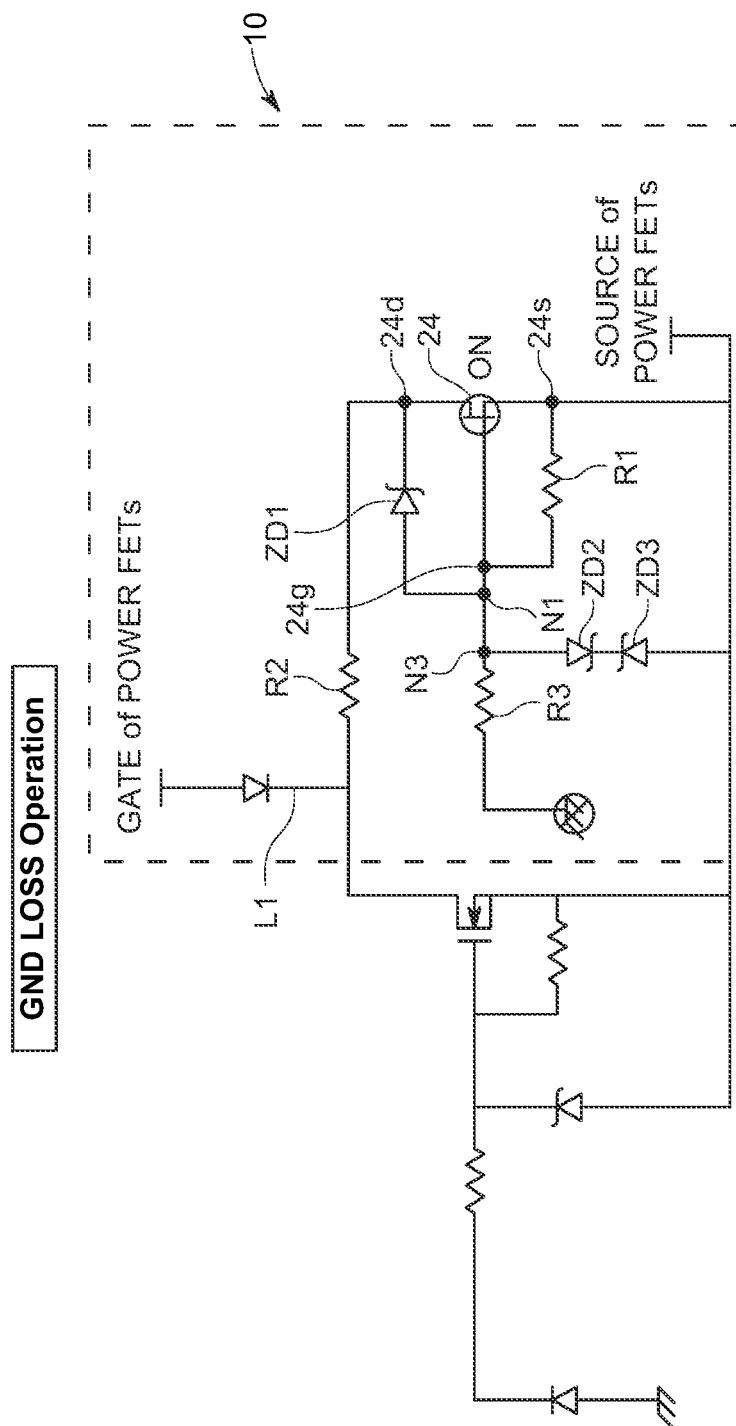 GND LOSS Operation
10
GATE of POWER FETs
L1
R2
ZD1
24d
24
ON
24g
N1
N3
R3
R1
24s
ZD2
ZD3
SOURCE of
POWER FETs